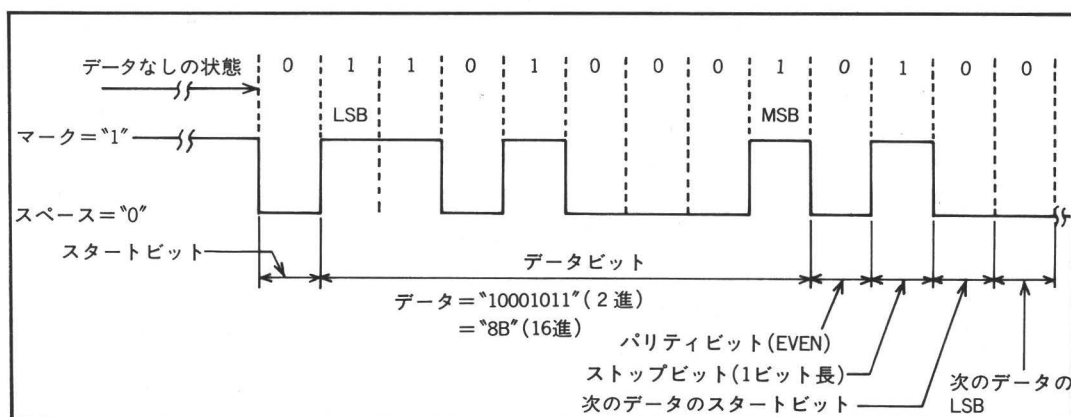 データなしの状態
0 1 1 0 1 0 0 0 1 0 1 0 0
LSB MSB
マーク=“1”
スペース=“0”
スタートビット
データビット
データ=“10001011”(2進)
=“8B”(16進)
パリティビット(EVEN)
ストップビット(1ビット長)
次のデータのスタートビット
次のデータの
LSB